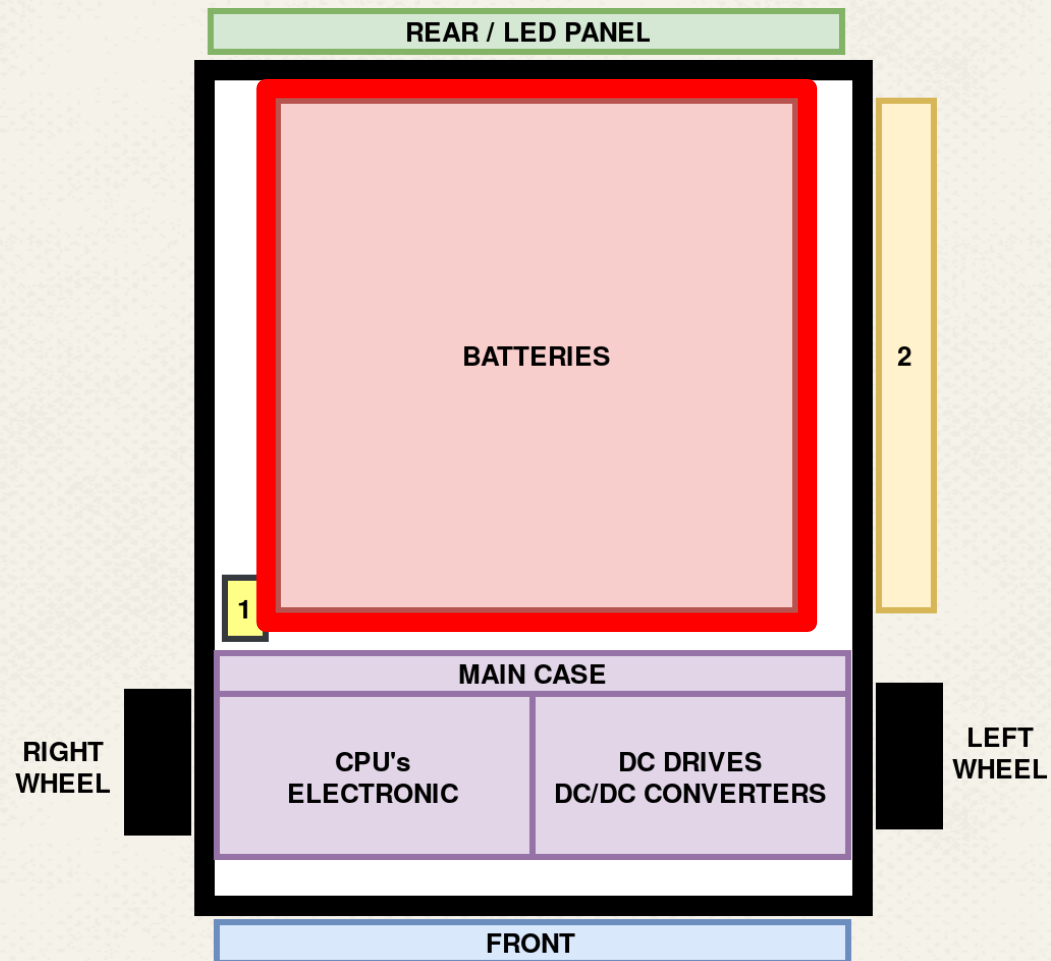 REAR / LED PANEL
BATTERIES
2
1
MAIN CASE
RIGHT
WHEEL
CPU's
ELECTRONIC
DC DRIVES
DC/DC CONVERTERS
LEFT
WHEEL
FRONT